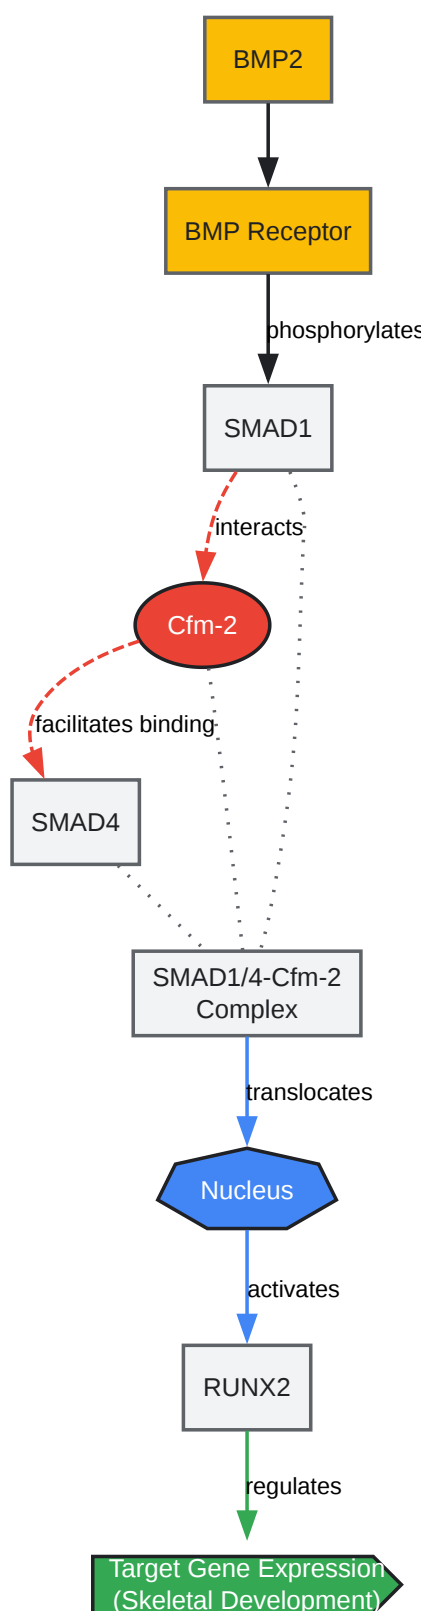 BMP2
BMP Receptor
phosphorylates
SMAD1
interacts
Cfm-2
facilitates binding
SMAD4
SMAD1/4-Cfm-2
Complex
translocates
Nucleus
activates
RUNX2
regulates
Target Gene Expression
(Skeletal Development)